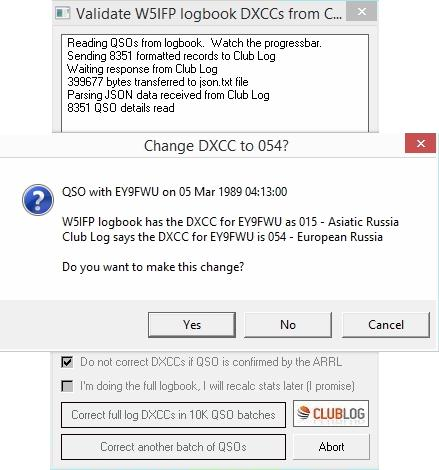 Validate W5IFP logbook DXCCs from C...
Reading QSOs from logbook. Watch the progressbar.
Sending 8351 formatted records to Club Log
Waiting response from Club Log
399677 bytes transferred to json.txt file
Parsing JSON data received from Club Log
8351 QSO details read
Change DXCC to 054?
QSO with EY9FWU on 05 Mar 1989 04:13:00
W5IFP logbook has the DXCC for EY9FWU as 015 - Asiatic Russia
Club Log says the DXCC for EY9FWU is 054 - European Russia
Do you want to make this change?
Yes
No
Cancel
Do not correct DXCCs if QSO is confirmed by the ARRL
I'm doing the full logbook, I will recalc stats later (I promise)
Correct full log DXCCs in 10K QSO batches
CLUBLOG
Correct another batch of QSOs
Abort